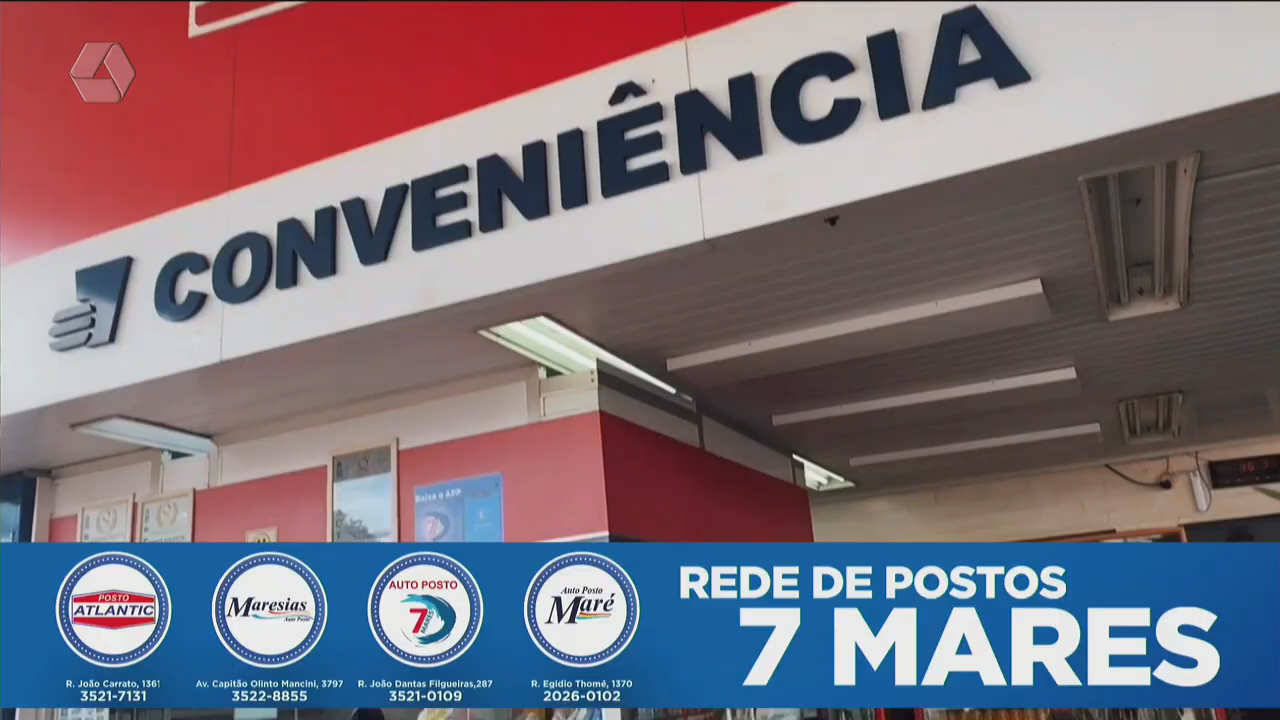 CONVENIÊNCIA
Baixe o APP
POSTO
ATLANTIC
R. João Carrato, 1361
3521-7131
Maresias
Auto Posto
Av. Capitão Olinto Mancini, 3797
3522-8855
AUTO POSTO
7
MARES
R. João Dantas Filgueiras,287
3521-0109
Auto Posto
Maré
R. Egidio Thomé, 1370
2026-0102
REDE DE POSTOS
7 MARES